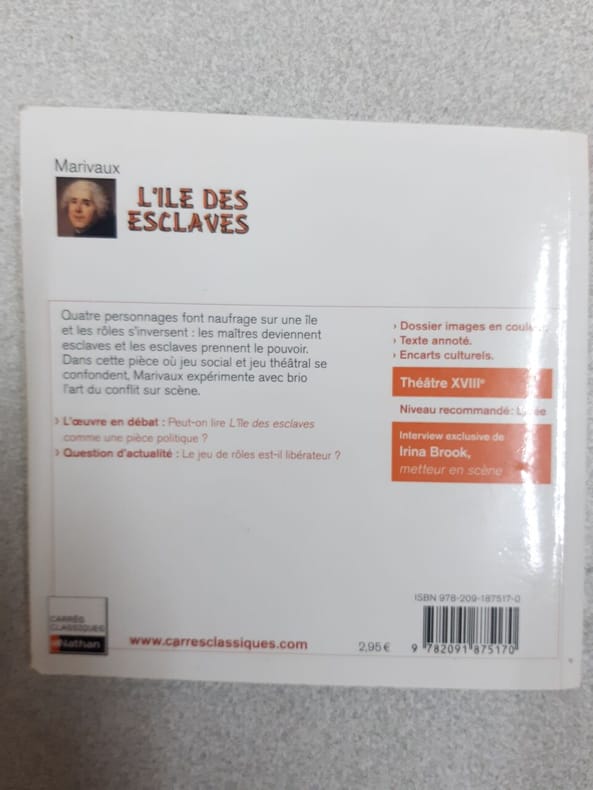 Marivaux
L'ILE DES
ESCLAVES
Quatre personnages font naufrage sur une île
et les rôles s'inversent : les maîtres deviennent
esclaves et les esclaves prennent le pouvoir.
Dans cette pièce où jeu social et jeu théâtral se
confondent, Marivaux expérimente avec brio
l'art du conflit sur scène.
› L'œuvre en débat : Peut-on lire L'île des esclaves
comme une pièce politique ?
› Question d'actualité : Le jeu de rôles est-il libérateur ?
› Dossier images en
› Texte annoté.
› Encarts culturels.
Théâtre XVIIIe
Niveau recommandé :
Interview exclusive de
Irina Brook,
metteur en scène
CARRÉS
CLASSIQUES
Nathan
www.carresclassiques.com
2,95 €
ISBN 978-209-187517-0
9 782091 875170